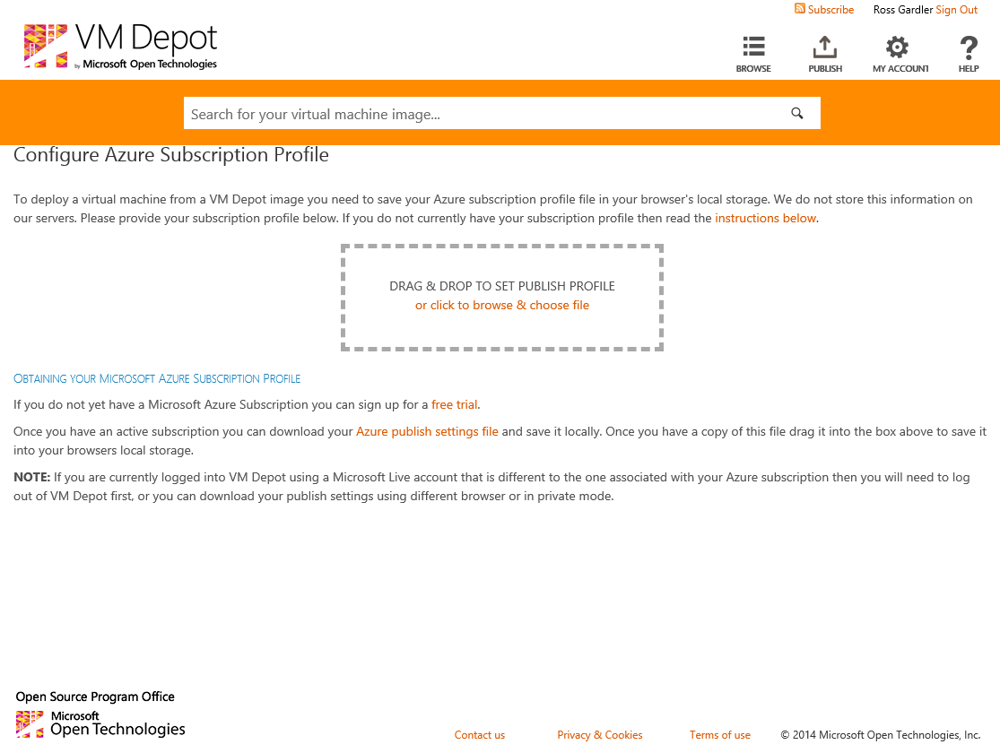 Subscribe Ross Gardler Sign Out
VM Depot
by Microsoft Open Technologies
BROWSE PUBLISH MY ACCOUNT HELP
Search for your virtual machine image...
Configure Azure Subscription Profile
To deploy a virtual machine from a VM Depot image you need to save your Azure subscription profile file in your browser's local storage. We do not store this information on
our servers. Please provide your subscription profile below. If you do not currently have your subscription profile then read the instructions below.
DRAG & DROP TO SET PUBLISH PROFILE
or click to browse & choose file
OBTAINING YOUR MICROSOFT AZURE SUBSCRIPTION PROFILE
If you do not yet have a Microsoft Azure Subscription you can sign up for a free trial.
Once you have an active subscription you can download your Azure publish settings file and save it locally. Once you have a copy of this file drag it into the box above to save it
into your browsers local storage.
NOTE: If you are currently logged into VM Depot using a Microsoft Live account that is different to the one associated with your Azure subscription then you will need to log
out of VM Depot first, or you can download your publish settings using different browser or in private mode.
Open Source Program Office
Microsoft
Open Technologies
Contact us Privacy & Cookies Terms of use © 2014 Microsoft Open Technologies, Inc.